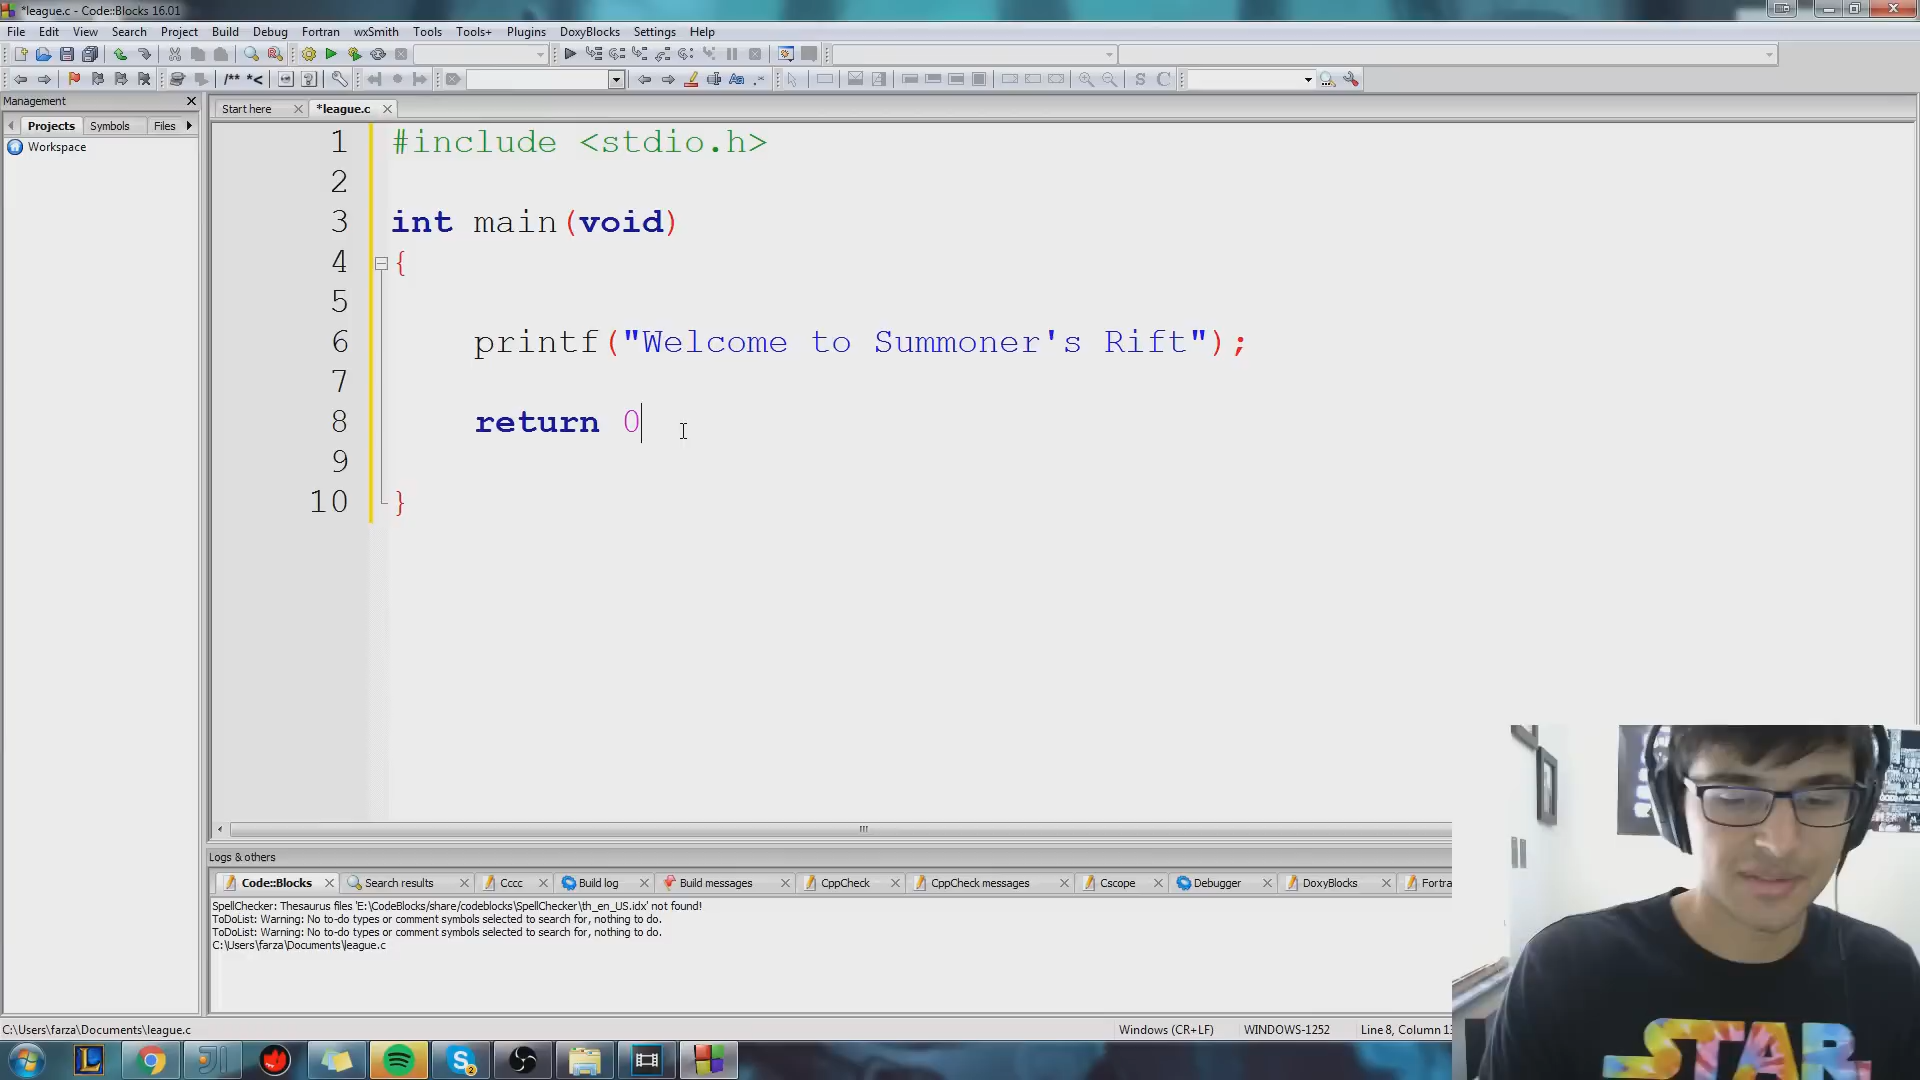 *league.c - Code::Blocks 16.01
File Edit View Search Project Build Debug Fortran wxSmith Tools Tools+ Plugins DoxyBlocks Settings Help
/** *<
Management
Start here *league.c
Projects Symbols Files
Workspace
1 #include <stdio.h>
2
3 int main(void)
4 {
5
6 printf("Welcome to Summoner's Rift");
7
8 return 0
9
10 }
Logs & others
Code::Blocks Search results Cccc Build log Build messages CppCheck CppCheck messages Cscope Debugger DoxyBlocks Fortra
SpellChecker: Thesaurus files 'E:\CodeBlocks/share/codeblocks\SpellChecker\th_en_US.idx' not found!
ToDoList: Warning: No to-do types or comment symbols selected to search for, nothing to do.
ToDoList: Warning: No to-do types or comment symbols selected to search for, nothing to do.
C:\Users\farza\Documents\league.c
C:\Users\farza\Documents\league.c Windows (CR+LF) WINDOWS-1252 Line 8, Column 1
STAR